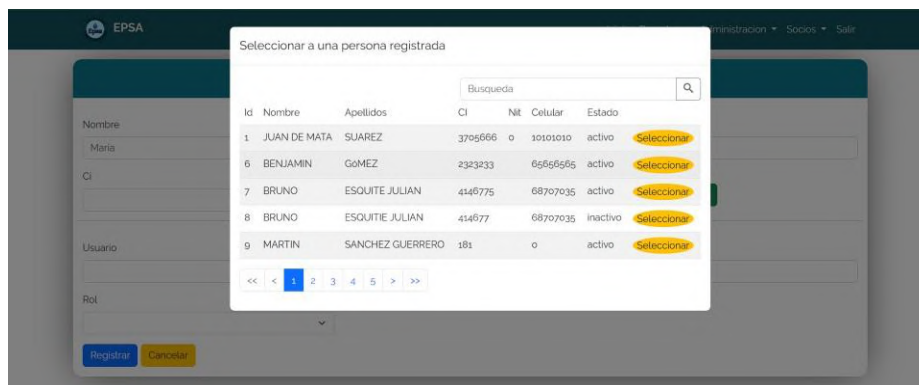 EPSA
ministracion Socios Salir
Seleccionar a una persona registrada
Busqueda
Id Nombre Apellidos CI Nit Celular Estado
1 JUAN DE MATA SUAREZ 3705666 0 10101010 activo Seleccionar
6 BENJAMIN GoMEZ 2323233 65656565 activo Seleccionar
7 BRUNO ESQUITE JULIAN 4146775 68707035 activo Seleccionar
8 BRUNO ESQUITIE JULIAN 414677 68707035 inactivo Seleccionar
9 MARTIN SANCHEZ GUERRERO 181 0 activo Seleccionar
<< < 1 2 3 4 5 > >>
Nombre
Maria
Ci
Usuario
Rol
Registrar Cancelar